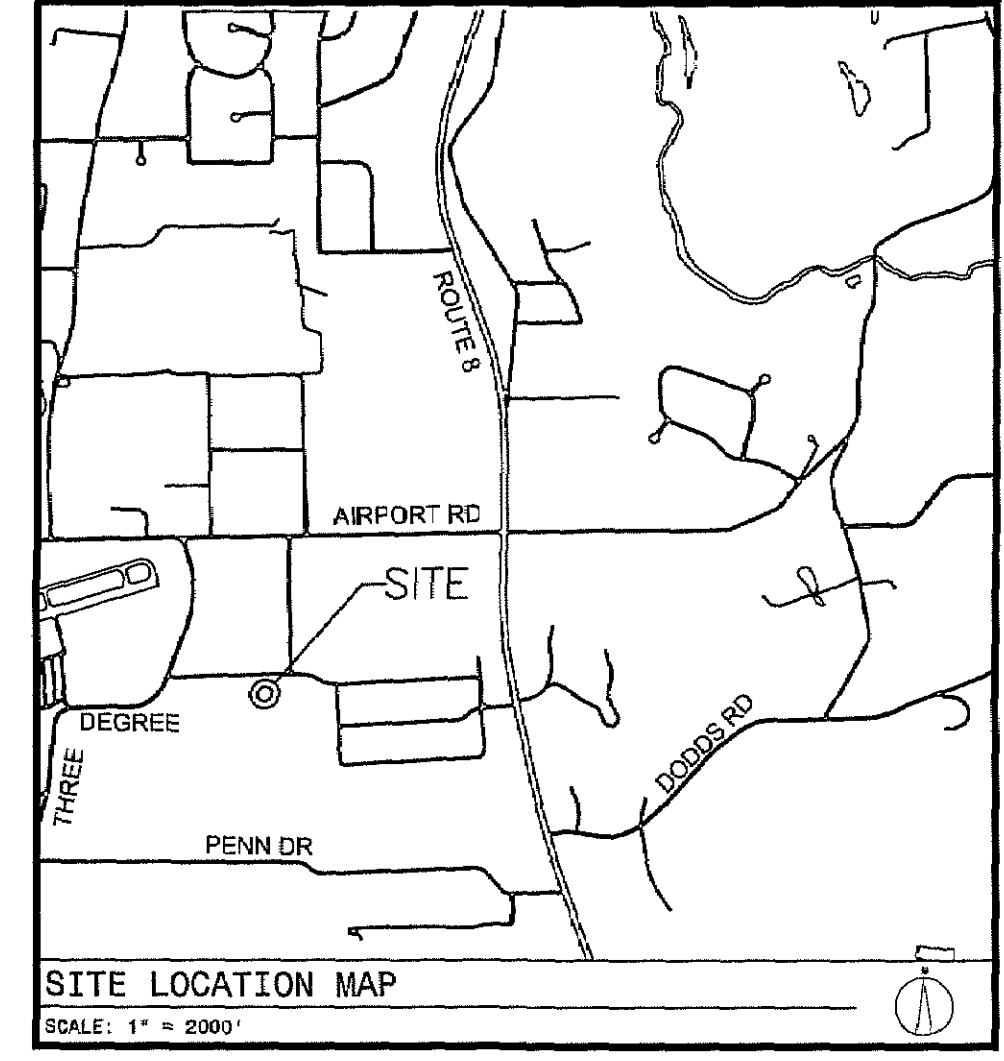 ROUTE 8
AIRPORT RD
SITE
DEGREE
THREE
DODDS RD
PENN DR
SITE LOCATION MAP
SCALE: 1" = 2000'